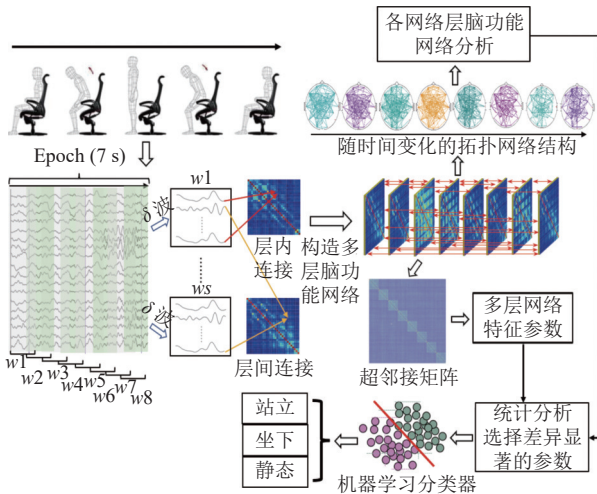 各网络层脑功能
网络分析
随时间变化的拓扑网络结构
Epoch (7 s)
w1
δ波
层内
连接
构造多
层脑功
能网络
ws
δ波
层间连接
w1
w2
w3
w4
w5
w6
w7
w8
超邻接矩阵
多层网络
特征参数
统计分析
选择差异显
著的参数
机器学习分类器
站立
坐下
静态